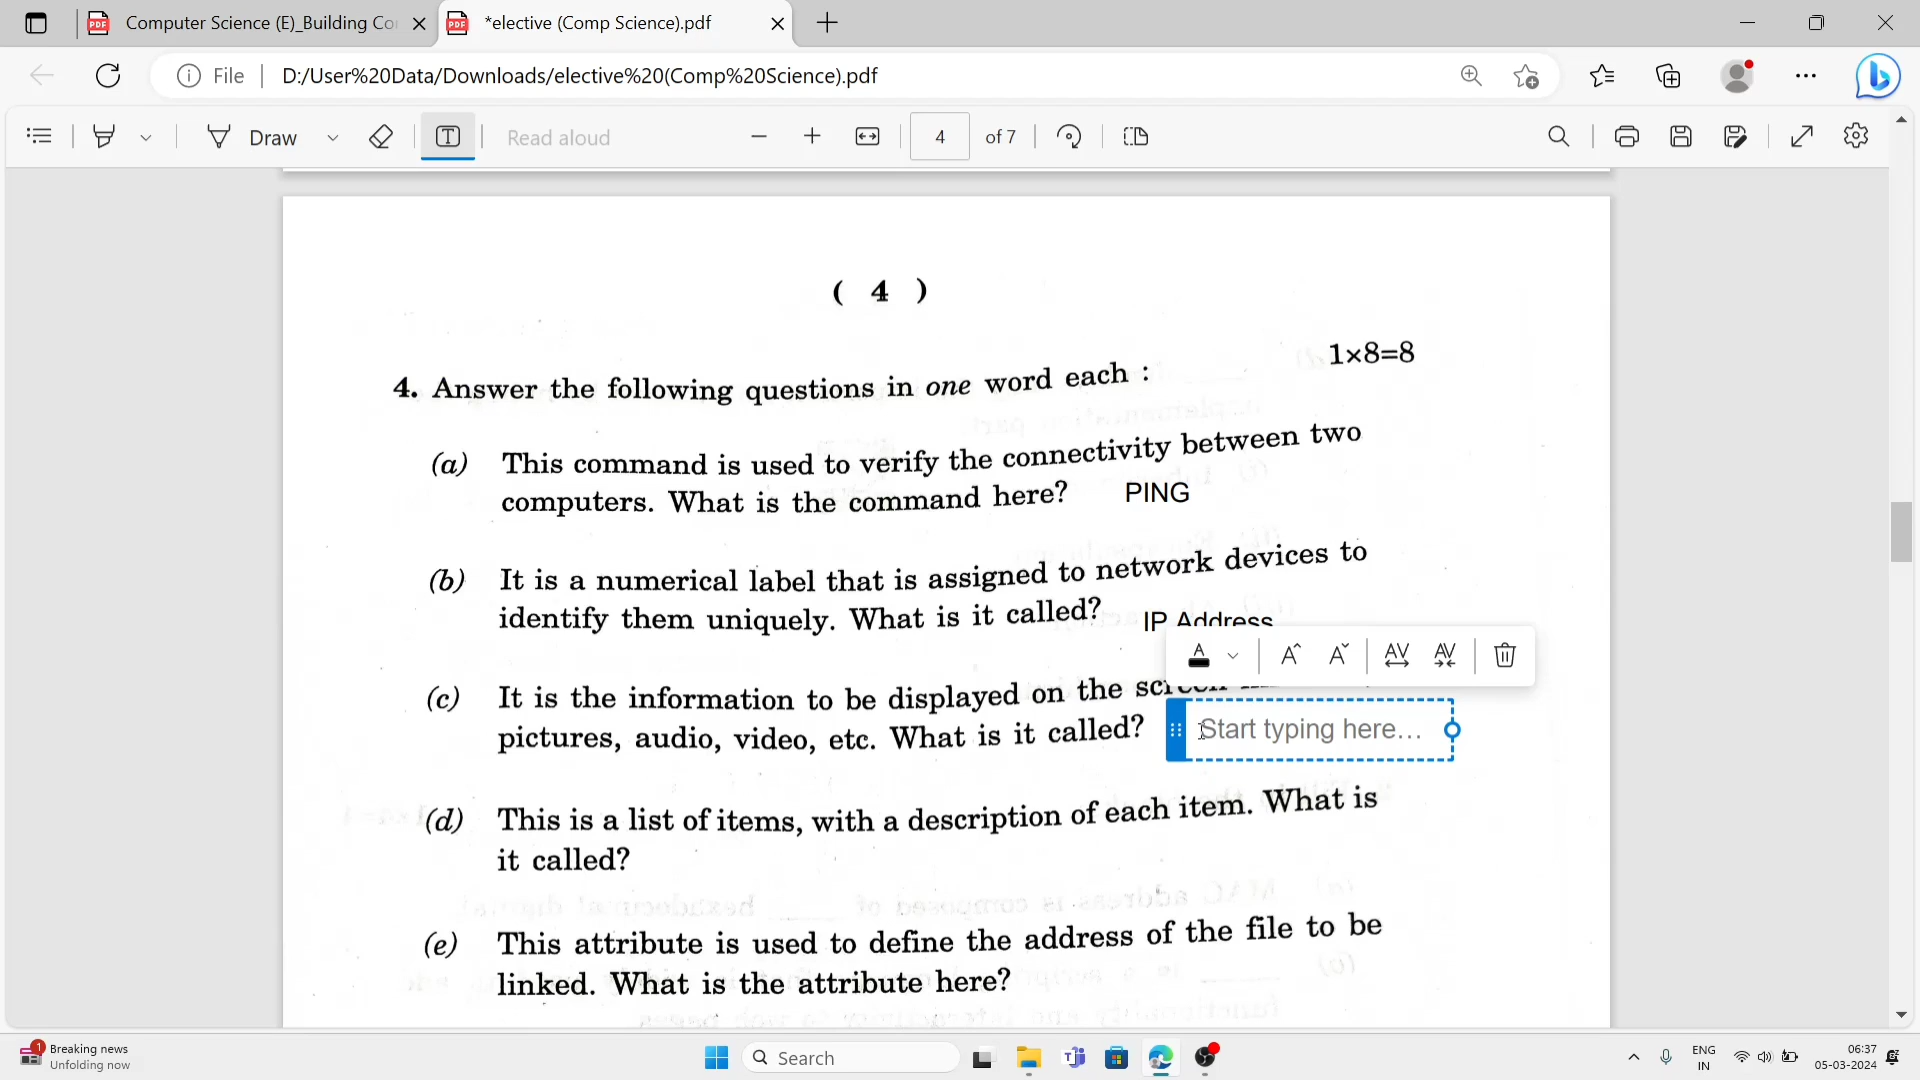 Computer Science (E)_Building Co
*elective (Comp Science).pdf
File
D:/User%20Data/Downloads/elective%20(Comp%20Science).pdf
Draw
Read aloud
4
of 7
( 4 )
1×8=8
4. Answer the following questions in one word each :
(a) This command is used to verify the connectivity between two
computers. What is the command here? PING
(b) It is a numerical label that is assigned to network devices to
identify them uniquely. What is it called? IP Address
(c) It is the information to be displayed on the
pictures, audio, video, etc. What is it called? Start typing here...
(d) This is a list of items, with a description of each item. What is
it called?
(e) This attribute is used to define the address of the file to be
linked. What is the attribute here?
1
Breaking news
Unfolding now
Search
ENG
IN
06:37
05-03-2024